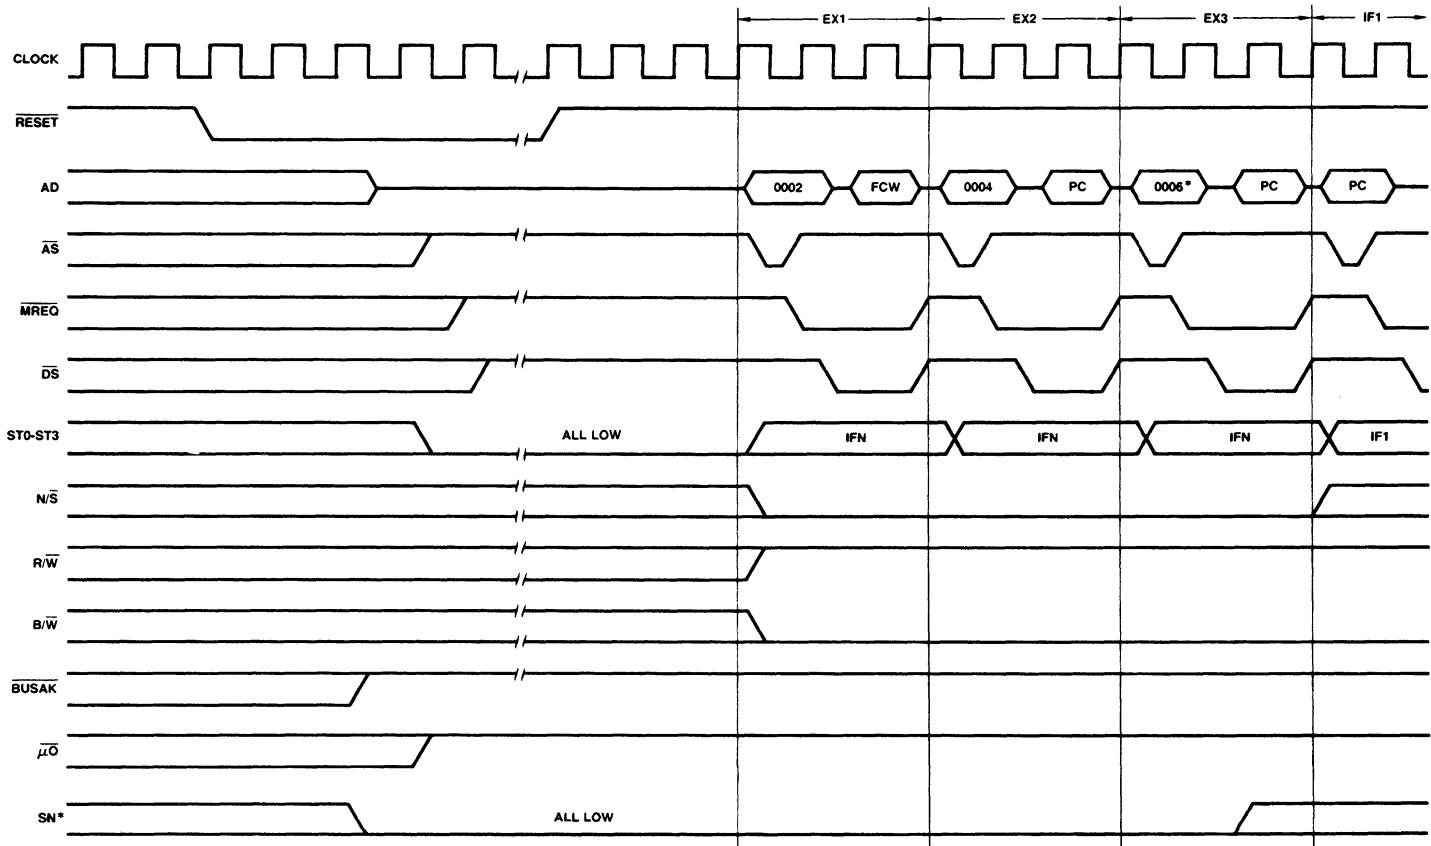 EX1 EX2 EX3 IF1
CLOCK
RESET
AD 0002 FCW 0004 PC 0006* PC PC
AS
MREQ
DS
ST0-ST3 ALL LOW IFN IFN IFN IF1
N/S
R/W
B/W
BUSAK
μO
SN* ALL LOW